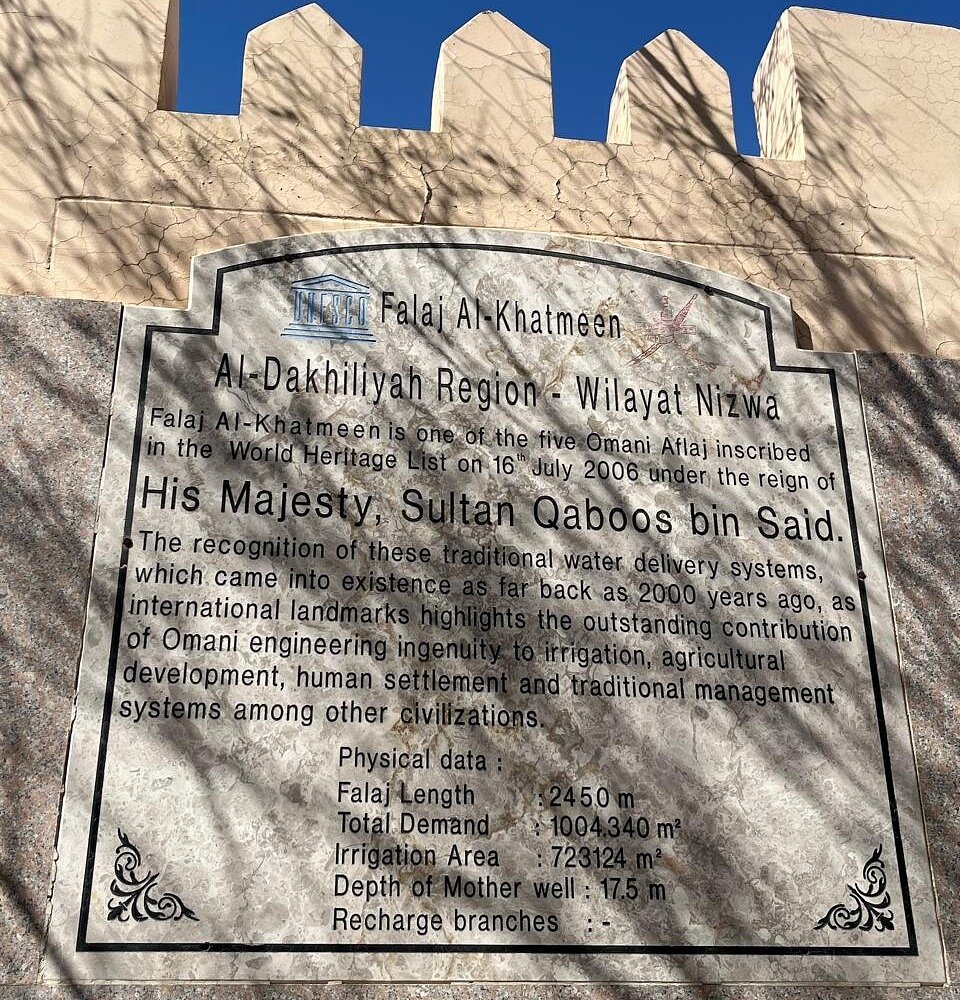 UNESCO
Falaj Al-Khatmeen
Al-Dakhiliyah Region - Wilayat Nizwa
Falaj Al-Khatmeen is one of the five Omani Aflaj inscribed
in the World Heritage List on 16th July 2006 under the reign of
His Majesty, Sultan Qaboos bin Said.
The recognition of these traditional water delivery systems,
which came into existence as far back as 2000 years ago, as
international landmarks highlights the outstanding contribution
of Omani engineering ingenuity to irrigation, agricultural
development, human settlement and traditional management
systems among other civilizations.
Physical data :
Falaj Length : 2450 m
Total Demand : 1004.340 m²
Irrigation Area : 723124 m²
Depth of Mother well : 17.5 m
Recharge branches : -